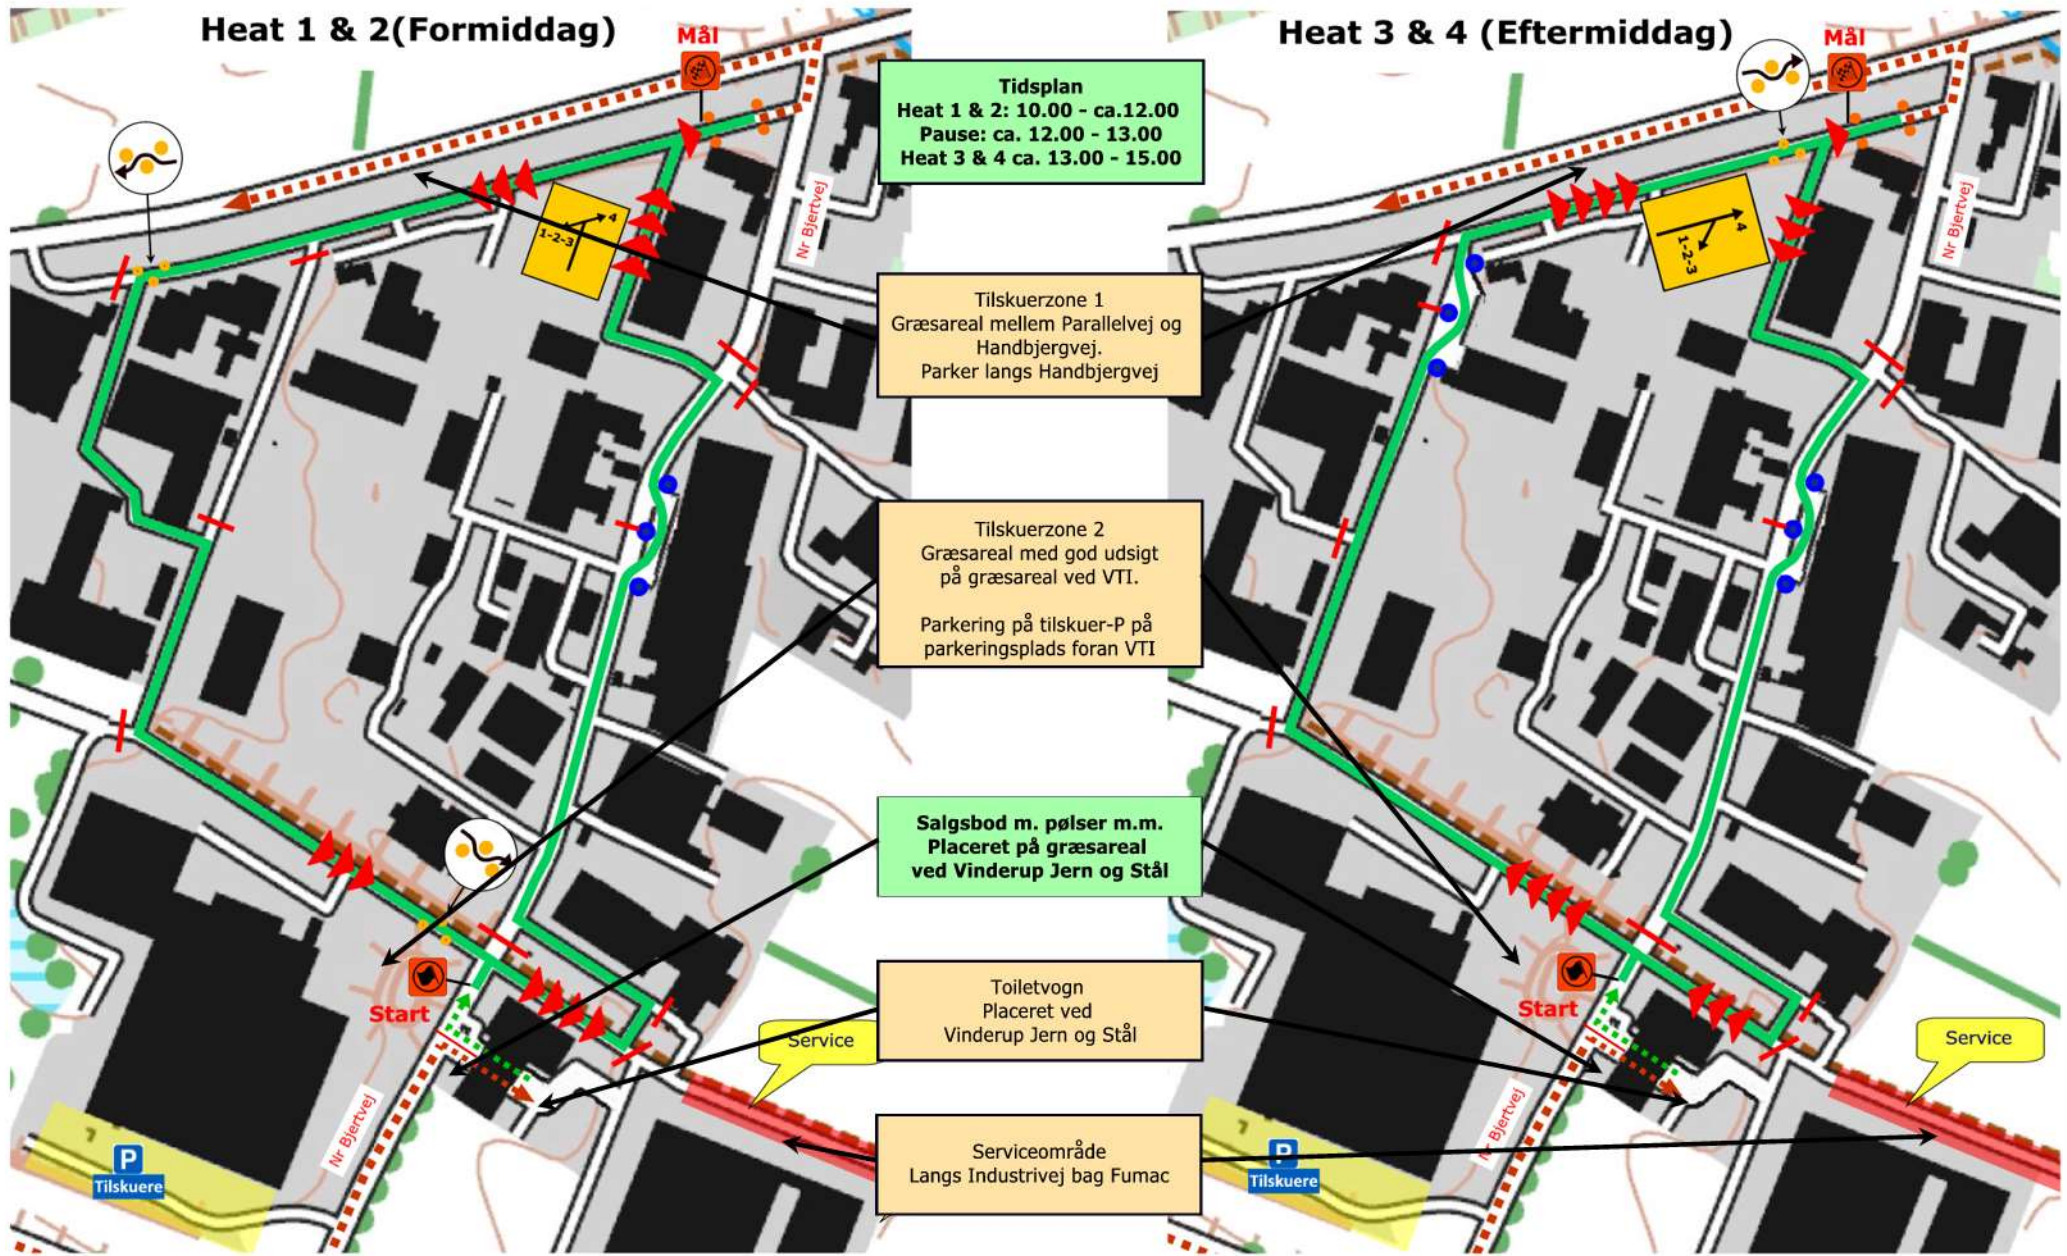 Heat 1 & 2(Formiddag)
Mål
1-2-3
4
Nr Bjertvej
Start
Service
Nr Bjertvej
P
Tilskuere
Tidsplan
Heat 1 & 2: 10.00 - ca.12.00
Pause: ca. 12.00 - 13.00
Heat 3 & 4 ca. 13.00 - 15.00
Tilskuerzone 1
Græsareal mellem Parallelvej og
Handbjergvej.
Parker langs Handbjergvej
Tilskuerzone 2
Græsareal med god udsigt
på græsareal ved VTI.
Parkering på tilskuer-P på
parkeringsplads foran VTI
Salgsbod m. pølser m.m.
Placeret på græsareal
ved Vinderup Jern og Stål
Toiletvogn
Placeret ved
Vinderup Jern og Stål
Serviceområde
Langs Industrivej bag Fumac
Heat 3 & 4 (Eftermiddag)
Mål
4
1-2-3
Nr Bjertvej
Start
Service
Nr Bjertvej
P
Tilskuere